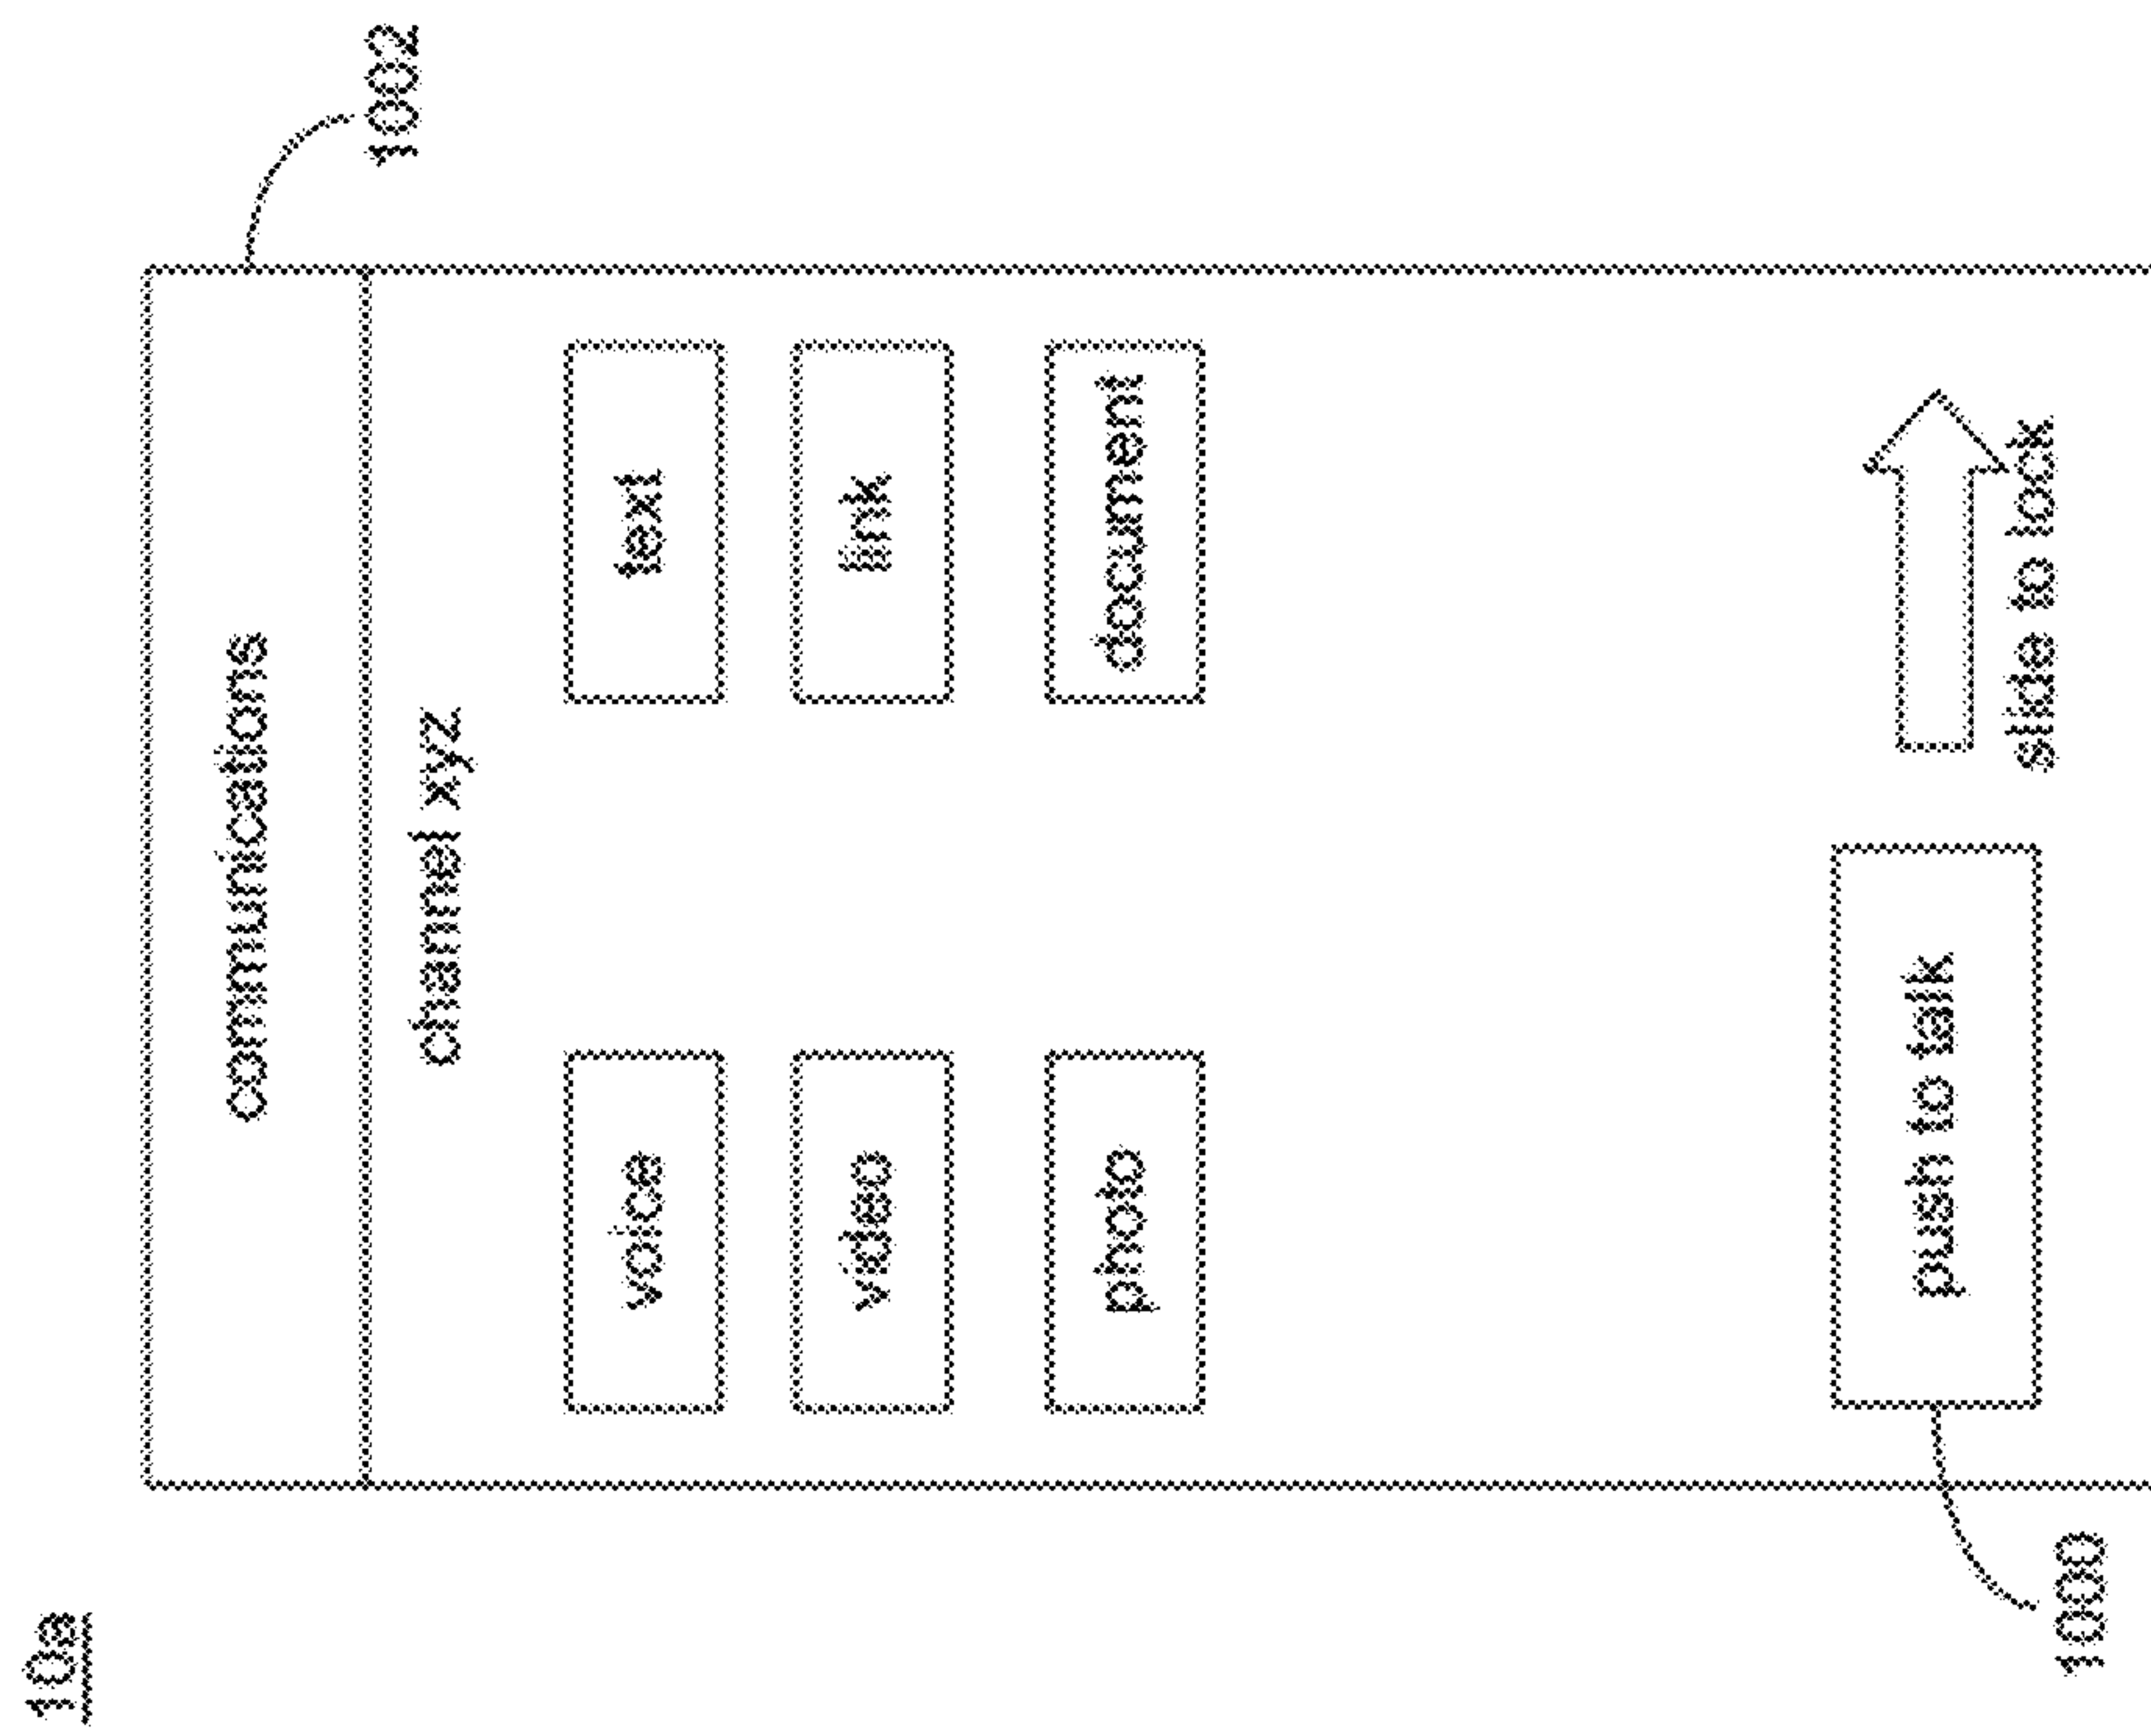 10a
1002
communications
channel xyz
voice text
video link
photo document
push to talk
slide to lock
1000